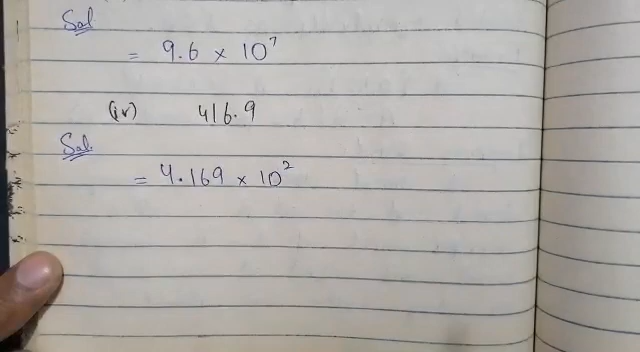 Sol
= 9.6 × 10⁷
(iv) 416.9
Sol.
= 4.169 × 10²